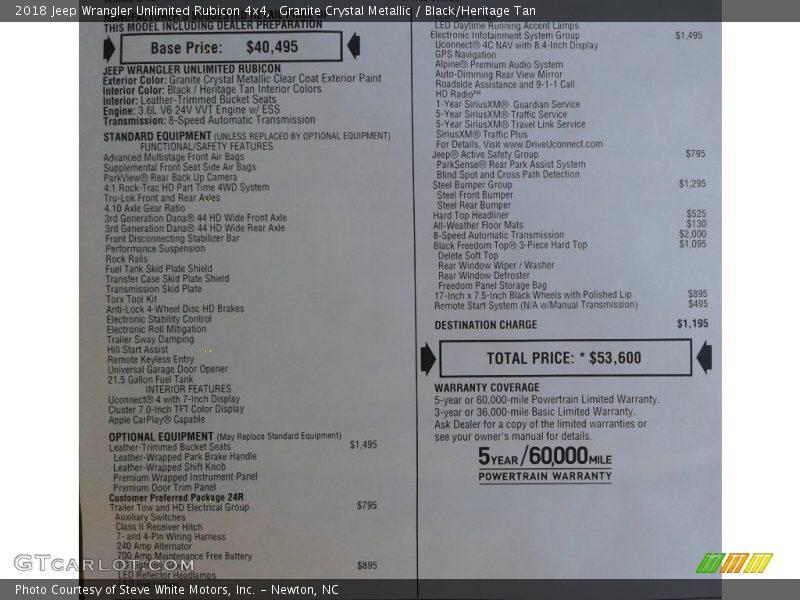 2018 Jeep Wrangler Unlimited Rubicon 4x4, Granite Crystal Metallic / Black/Heritage Tan
THIS MODEL INCLUDING DEALER PREPARATION
Base Price: $40,495
JEEP WRANGLER UNLIMITED RUBICON
Exterior Color: Granite Crystal Metallic Clear Coat Exterior Paint
Interior Color: Black / Heritage Tan Interior Colors
Interior: Leather-Trimmed Bucket Seats
Engine: 3.6L V6 24V VVT Engine w/ ESS
Transmission: 8-Speed Automatic Transmission
STANDARD EQUIPMENT (UNLESS REPLACED BY OPTIONAL EQUIPMENT)
FUNCTIONAL/SAFETY FEATURES
Advanced Multistage Front Air Bags
Supplemental Front Seat Side Air Bags
ParkView® Rear Back Up Camera
4:1 Rock-Trac HD Part Time 4WD System
Tru-Lok Front and Rear Axles
4.10 Axle Gear Ratio
3rd Generation Dana® 44 HD Wide Front Axle
3rd Generation Dana® 44 HD Wide Rear Axle
Front Disconnecting Stabilizer Bar
Performance Suspension
Rock Rails
Fuel Tank Skid Plate Shield
Transfer Case Skid Plate Shield
Transmission Skid Plate
Torx Tool Kit
Anti-Lock 4-Wheel Disc HD Brakes
Electronic Stability Control
Electronic Roll Mitigation
Trailer Sway Damping
Hill Start Assist
Remote Keyless Entry
Universal Garage Door Opener
21.5 Gallon Fuel Tank
INTERIOR FEATURES
Uconnect® 4 with 7-Inch Display
Cluster 7.0-Inch TFT Color Display
Apple CarPlay® Capable
OPTIONAL EQUIPMENT (May Replace Standard Equipment)
Leather-Trimmed Bucket Seats $1,495
Leather-Wrapped Park Brake Handle
Leather-Wrapped Shift Knob
Premium Wrapped Instrument Panel
Premium Door Trim Panel
Customer Preferred Package 24R
Trailer Tow and HD Electrical Group $795
Auxiliary Switches
Class II Receiver Hitch
7- and 4-Pin Wiring Harness
240 Amp Alternator
700 Amp Maintenance Free Battery
$895
LED Reflector Headlamps
LED Daytime Running Accent Lamps
Electronic Infotainment System Group $1,495
Uconnect® 4C NAV with 8.4-Inch Display
GPS Navigation
Alpine® Premium Audio System
Auto-Dimming Rear View Mirror
Roadside Assistance and 9-1-1 Call
HD Radio™
1-Year SiriusXM® Guardian Service
5-Year SiriusXM® Traffic Service
5-Year SiriusXM® Travel Link Service
SiriusXM® Traffic Plus
For Details, Visit www.DriveUconnect.com
Jeep® Active Safety Group $795
ParkSense® Rear Park Assist System
Blind Spot and Cross Path Detection
Steel Bumper Group $1,295
Steel Front Bumper
Steel Rear Bumper
Hard Top Headliner $525
All-Weather Floor Mats $130
8-Speed Automatic Transmission $2,000
Black Freedom Top® 3-Piece Hard Top $1,095
Delete Soft Top
Rear Window Wiper / Washer
Rear Window Defroster
Freedom Panel Storage Bag
17-Inch x 7.5-Inch Black Wheels with Polished Lip $895
Remote Start System (N/A w/Manual Transmission) $495
DESTINATION CHARGE $1,195
TOTAL PRICE: * $53,600
WARRANTY COVERAGE
5-year or 60,000-mile Powertrain Limited Warranty.
3-year or 36,000-mile Basic Limited Warranty.
Ask Dealer for a copy of the limited warranties or
see your owner's manual for details.
5 YEAR/60,000 MILE
POWERTRAIN WARRANTY
GTcarlot.com
Photo Courtesy of Steve White Motors, Inc. – Newton, NC